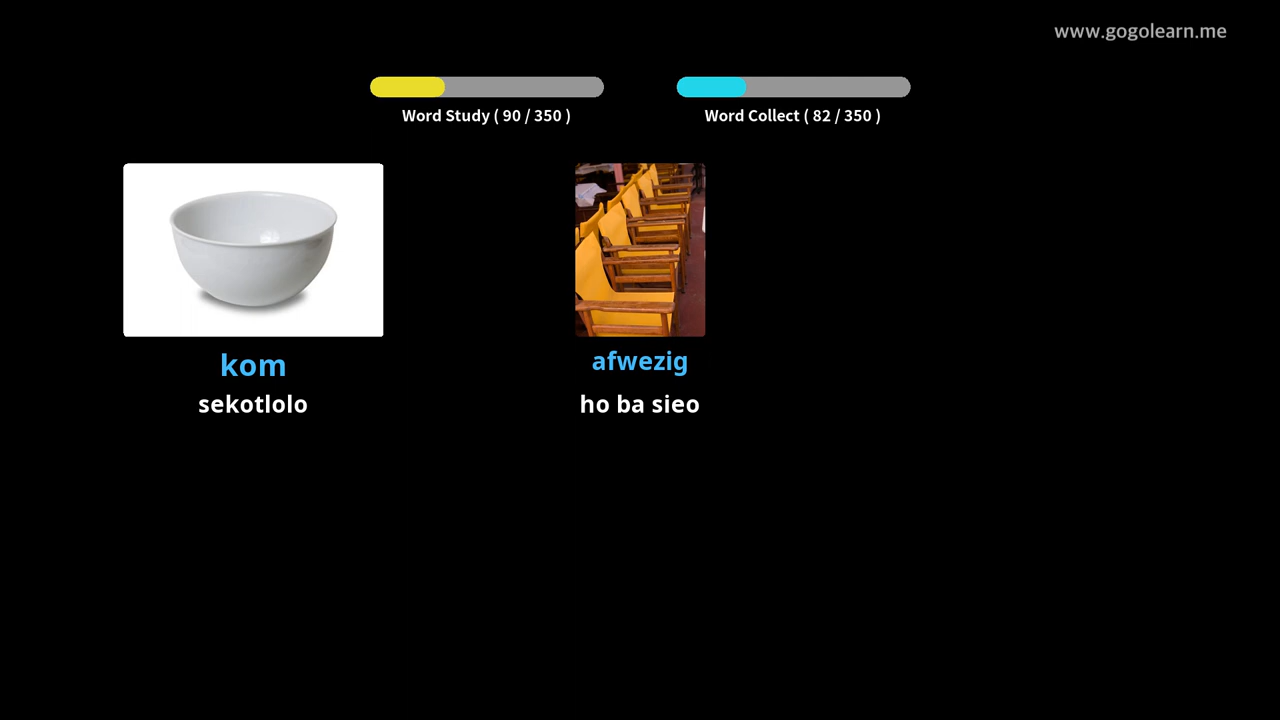 www.gogolearn.me
Word Study ( 90 / 350 )
Word Collect ( 82 / 350 )
kom
sekotlolo
afwezig
ho ba sieo